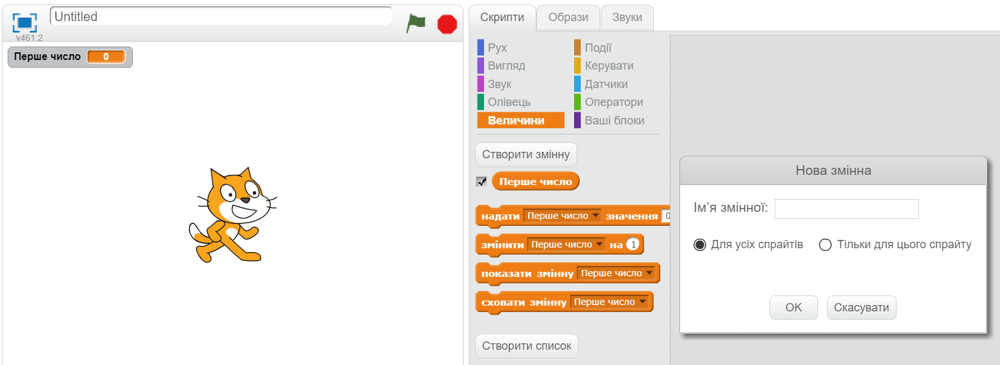 Untitled
v461.2
Перше число 0
Скрипти Образи Звуки
Рух Події
Вигляд Керувати
Звук Датчики
Олівець Оператори
Величини Ваші блоки
Створити змінну
Перше число
надати Перше число значення 0
змінити Перше число на 1
показати змінну Перше число
сховати змінну Перше число
Створити список
Нова змінна
Ім’я змінної:
Для усіх спрайтів Тільки для цього спрайту
OK Скасувати